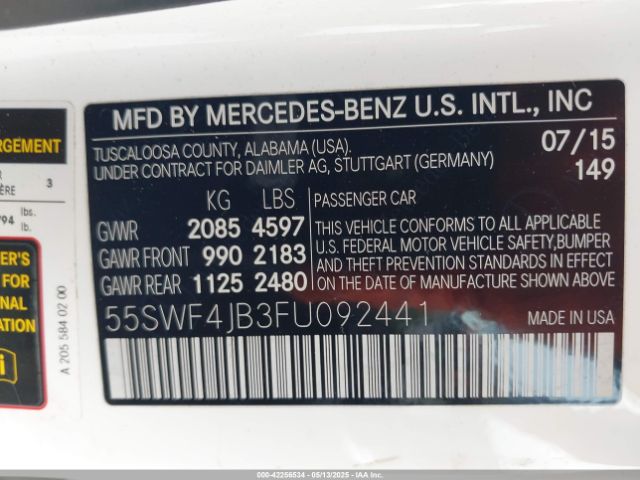 MFD BY MERCEDES-BENZ U.S. INTL., INC
TUSCALOOSA COUNTY, ALABAMA (USA).
UNDER CONTRACT FOR DAIMLER AG, STUTTGART (GERMANY)
07/15
149
KG LBS
GVWR 2085 4597
GAWR FRONT 990 2183
GAWR REAR 1125 2480
PASSENGER CAR
THIS VEHICLE CONFORMS TO ALL APPLICABLE
U.S. FEDERAL MOTOR VEHICLE SAFETY,BUMPER
AND THEFT PREVENTION STANDARDS IN EFFECT
ON THE DATE OF MANUFACTURE SHOWN ABOVE.
55SWF4JB3FU092441
MADE IN USA
3
lbs.
lb.
FOR
A 205 584 02 00
000-42256534 - 05/13/2025 - IAA Inc. Copyright